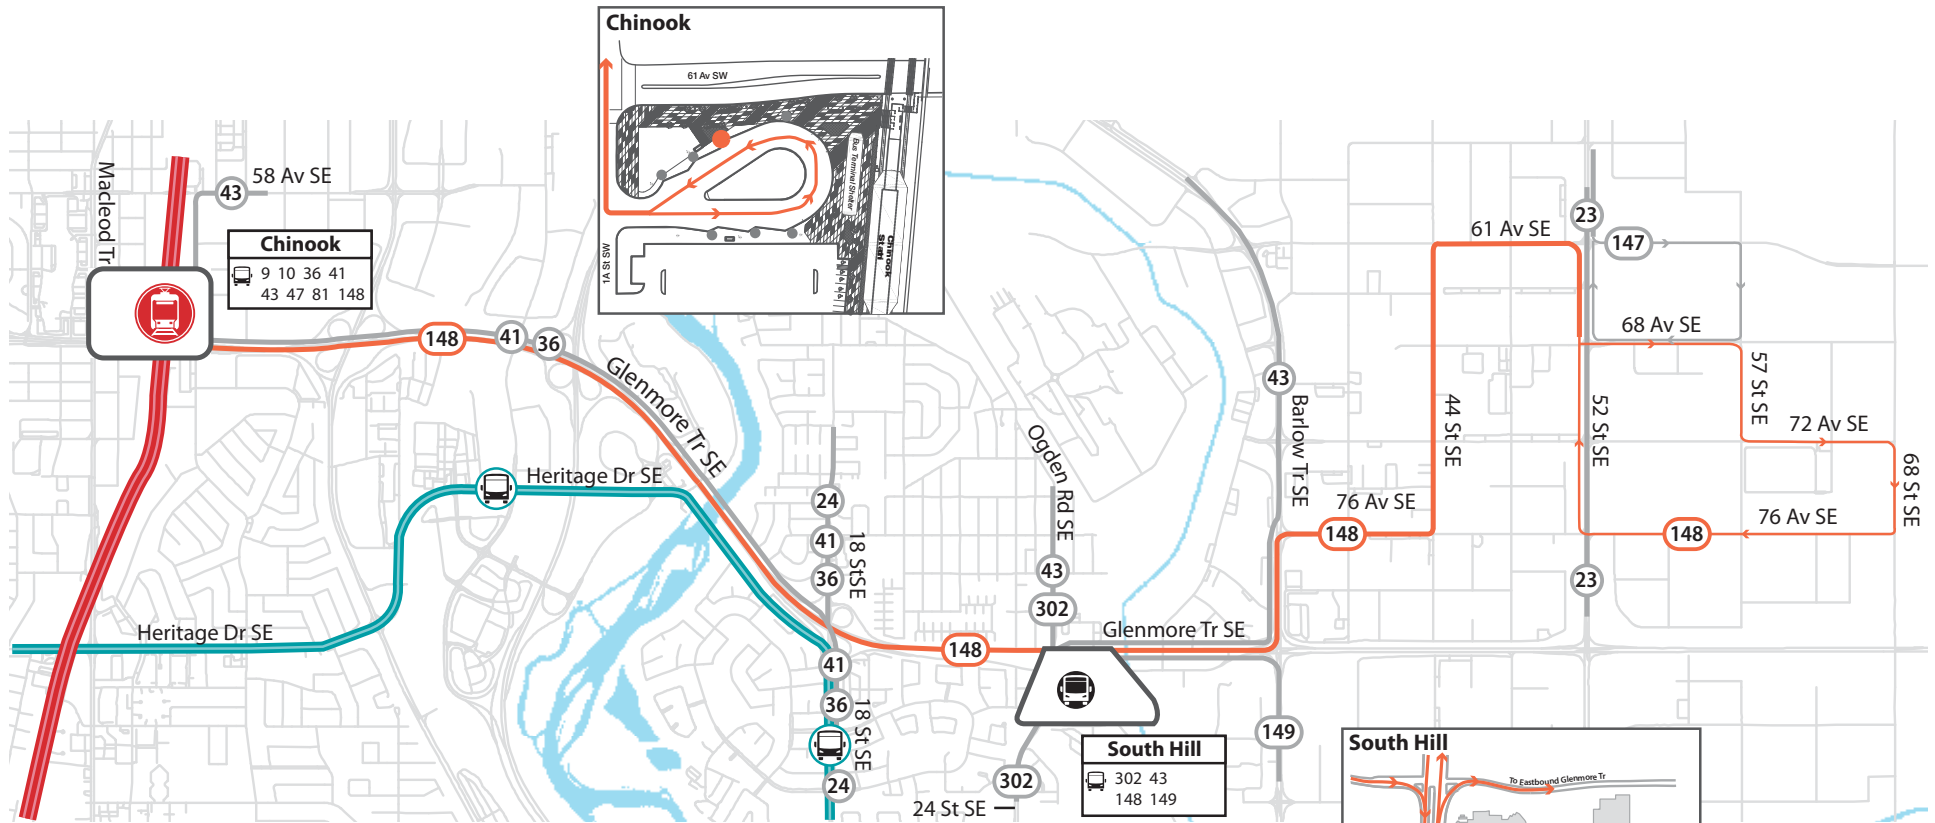 Chinook
61 Av SW
Bus Terminal Shelter
Chinook
Stati
1A St SW
Macleod Tr
43
58 Av SE
Chinook
9 10 36 41
43 47 81 148
148
41
36
Glenmore Tr SE
Heritage Dr SE
Heritage Dr SE
24
41
36
18 StSE
41
36
18 St SE
24
148
Ogden Rd SE
43
302
Glenmore Tr SE
302
24 St SE
South Hill
302 43
148 149
149
43
Barlow Tr SE
148
76 Av SE
44 St SE
61 Av SE
23
147
68 Av SE
57 St SE
52 St SE
72 Av SE
68 St SE
76 Av SE
148
23
South Hill
To Eastbound Glenmore Tr